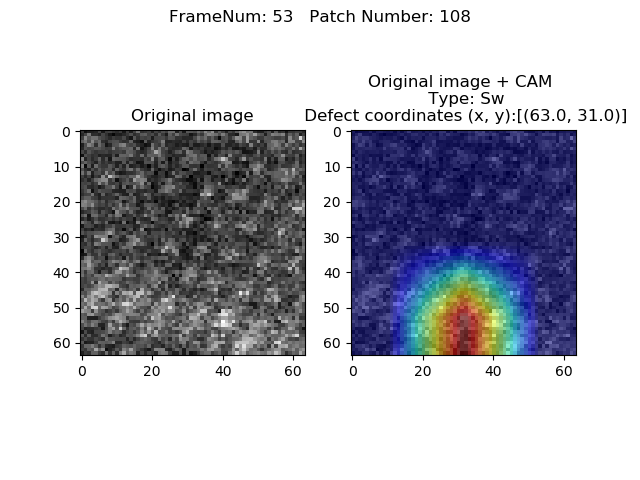 FrameNum: 53   Patch Number: 108
Original image
0
10
20
30
40
50
60
0 20 40 60
Original image + CAM
Type: Sw
Defect coordinates (x, y):[(63.0, 31.0)]
0
10
20
30
40
50
60
0 20 40 60